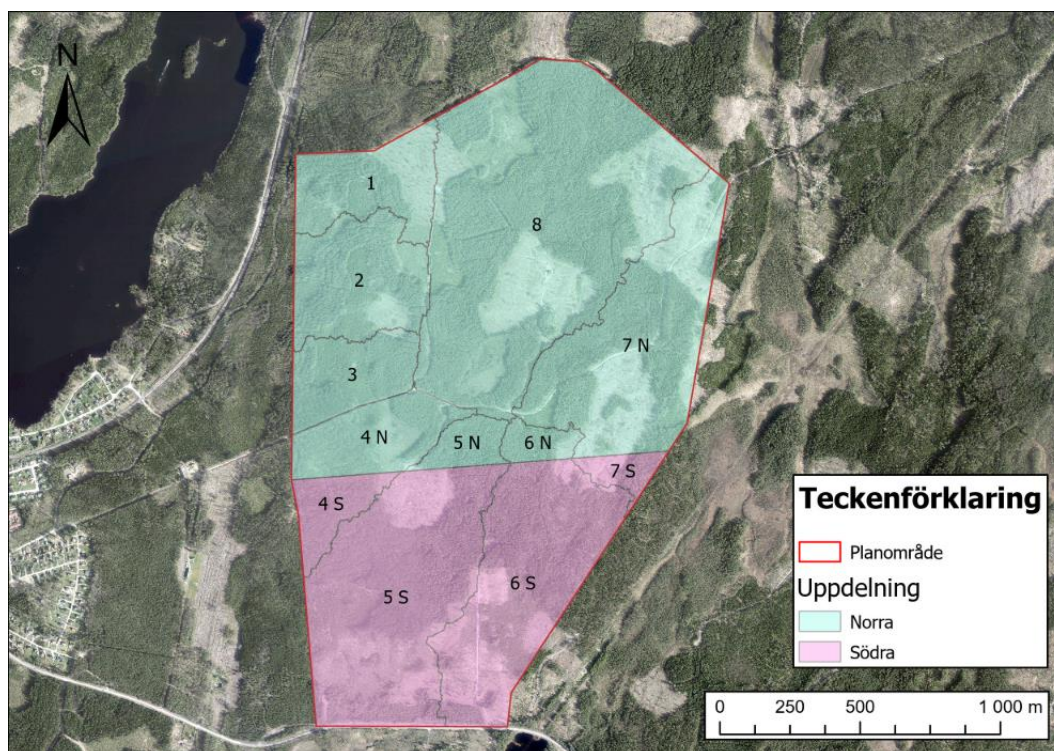 N
1
8
2
7 N
3
4 N
5 N
6 N
7 S
4 S
5 S
6 S
Teckenförklaring
Planområde
Uppdelning
Norra
Södra
0 250 500 1 000 m